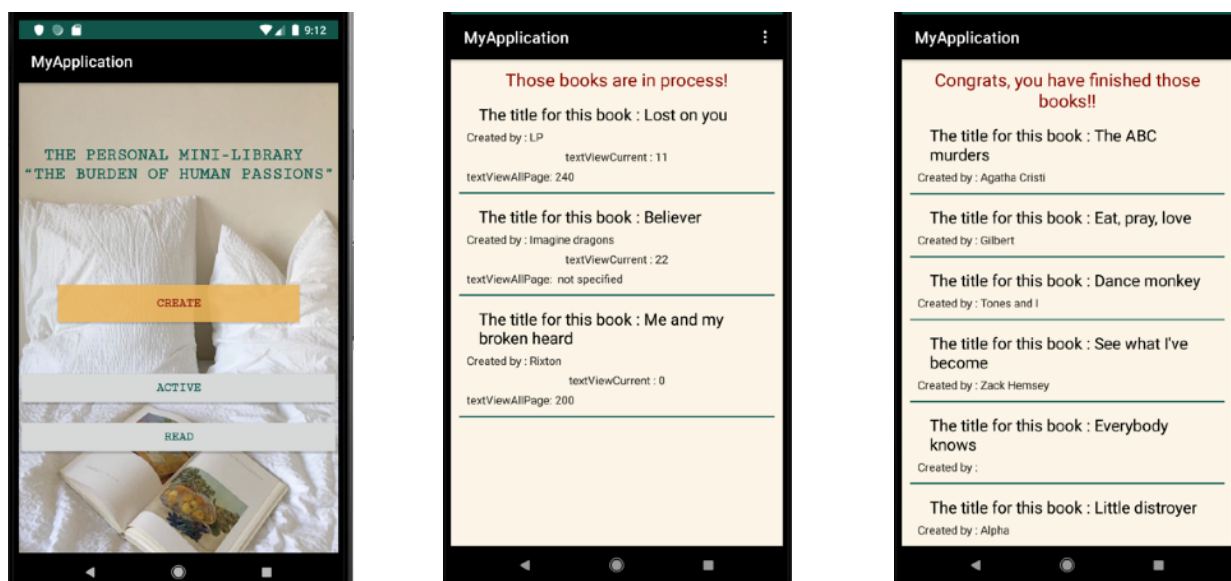 9:12
MyApplication
THE PERSONAL MINI-LIBRARY
“THE BURDEN OF HUMAN PASSIONS”
CREATE
ACTIVE
READ
MyApplication
Those books are in process!
The title for this book : Lost on you
Created by : LP
textViewCurrent : 11
textViewAllPage: 240
The title for this book : Believer
Created by : Imagine dragons
textViewCurrent : 22
textViewAllPage: not specified
The title for this book : Me and my
broken heard
Created by : Rixton
textViewCurrent : 0
textViewAllPage: 200
MyApplication
Congrats, you have finished those
books!!
The title for this book : The ABC
murders
Created by : Agatha Cristi
The title for this book : Eat, pray, love
Created by : Gilbert
The title for this book : Dance monkey
Created by : Tones and I
The title for this book : See what I've
become
Created by : Zack Hemsey
The title for this book : Everybody
knows
Created by :
The title for this book : Little distroyer
Created by : Alpha